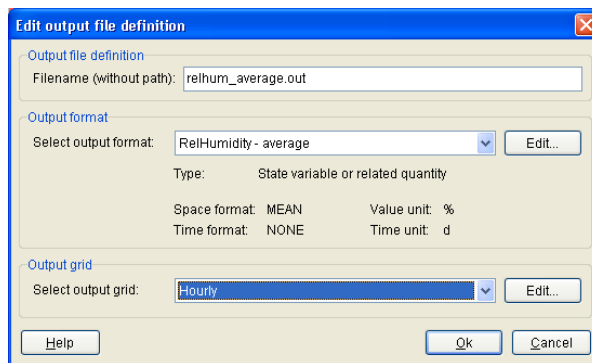 Edit output file definition
Output file definition
Filename (without path): relhum_average.out
Output format
Select output format: RelHumidity - average Edit...
Type: State variable or related quantity
Space format: MEAN Value unit: %
Time format: NONE Time unit: d
Output grid
Select output grid: Hourly Edit...
Help Ok Cancel